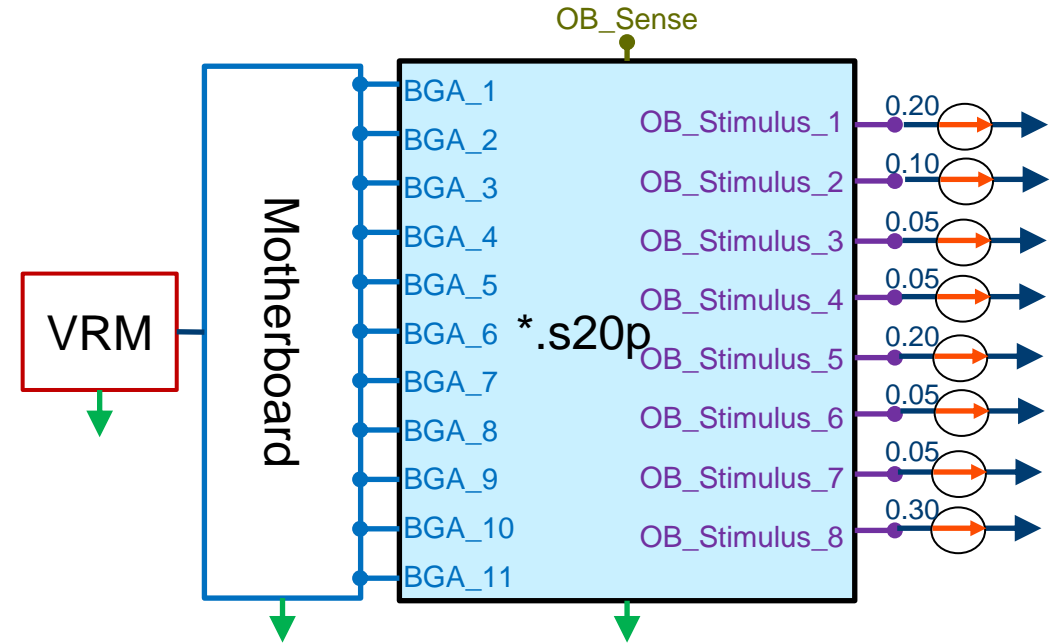 OB_Sense
VRM
Motherboard
BGA_1
BGA_2
BGA_3
BGA_4
BGA_5
BGA_6
BGA_7
BGA_8
BGA_9
BGA_10
BGA_11
*.s20p
OB_Stimulus_1
0.20
OB_Stimulus_2
0.10
OB_Stimulus_3
0.05
OB_Stimulus_4
0.05
OB_Stimulus_5
0.20
OB_Stimulus_6
0.05
OB_Stimulus_7
0.05
OB_Stimulus_8
0.30